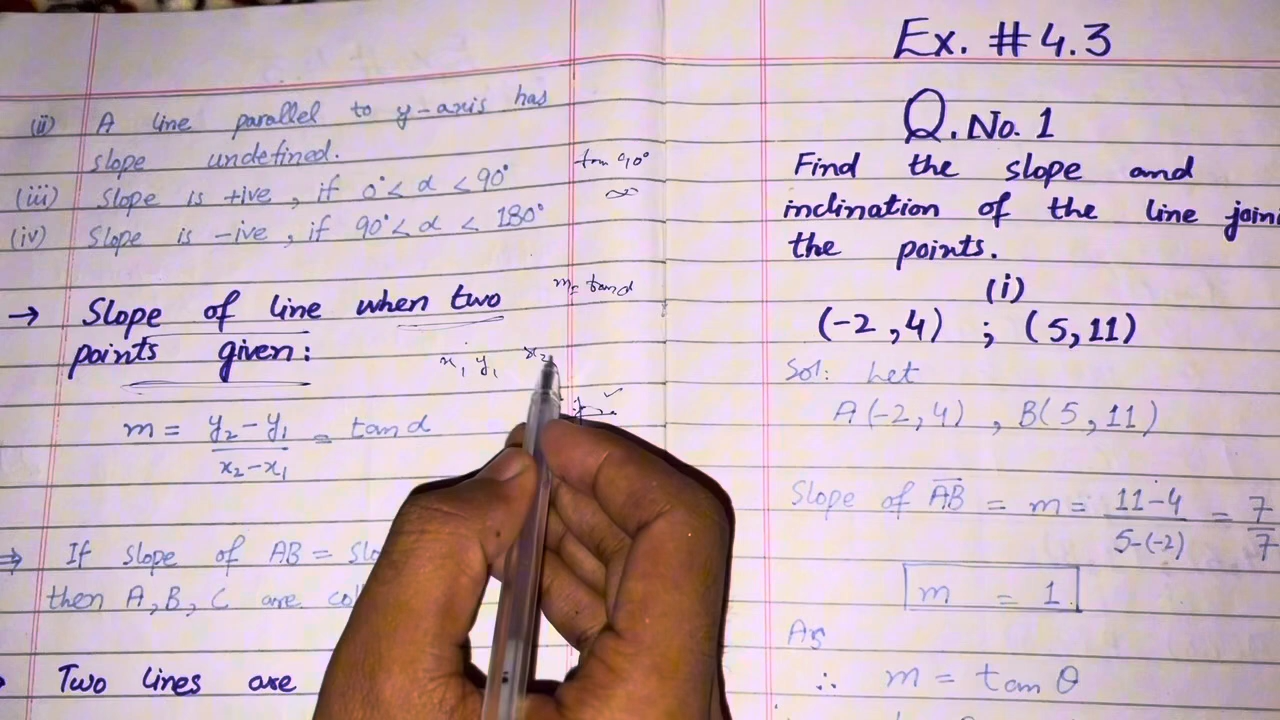 (ii) A line parallel to y-axis has
slope undefined.
tan 90°
∞
(iii) Slope is +ive, if 0°< α <90°
(iv) Slope is -ive, if 90°< α < 180°
m= tanα
→ Slope of line when two
points given:
x₁ y₁ x₂
m = y₂-y₁ / x₂-x₁ = tanα
⇒ If slope of AB =
then A, B, C are
Two lines are
Ex. #4.3
Q. No. 1
Find the slope and
inclination of the line joini
the points.
(i)
(-2,4) ; (5,11)
Sol: Let
A(-2,4) , B(5,11)
Slope of AB = m = 11-4 / 5-(-2) = 7/7
m = 1
As
∴ m = tan θ